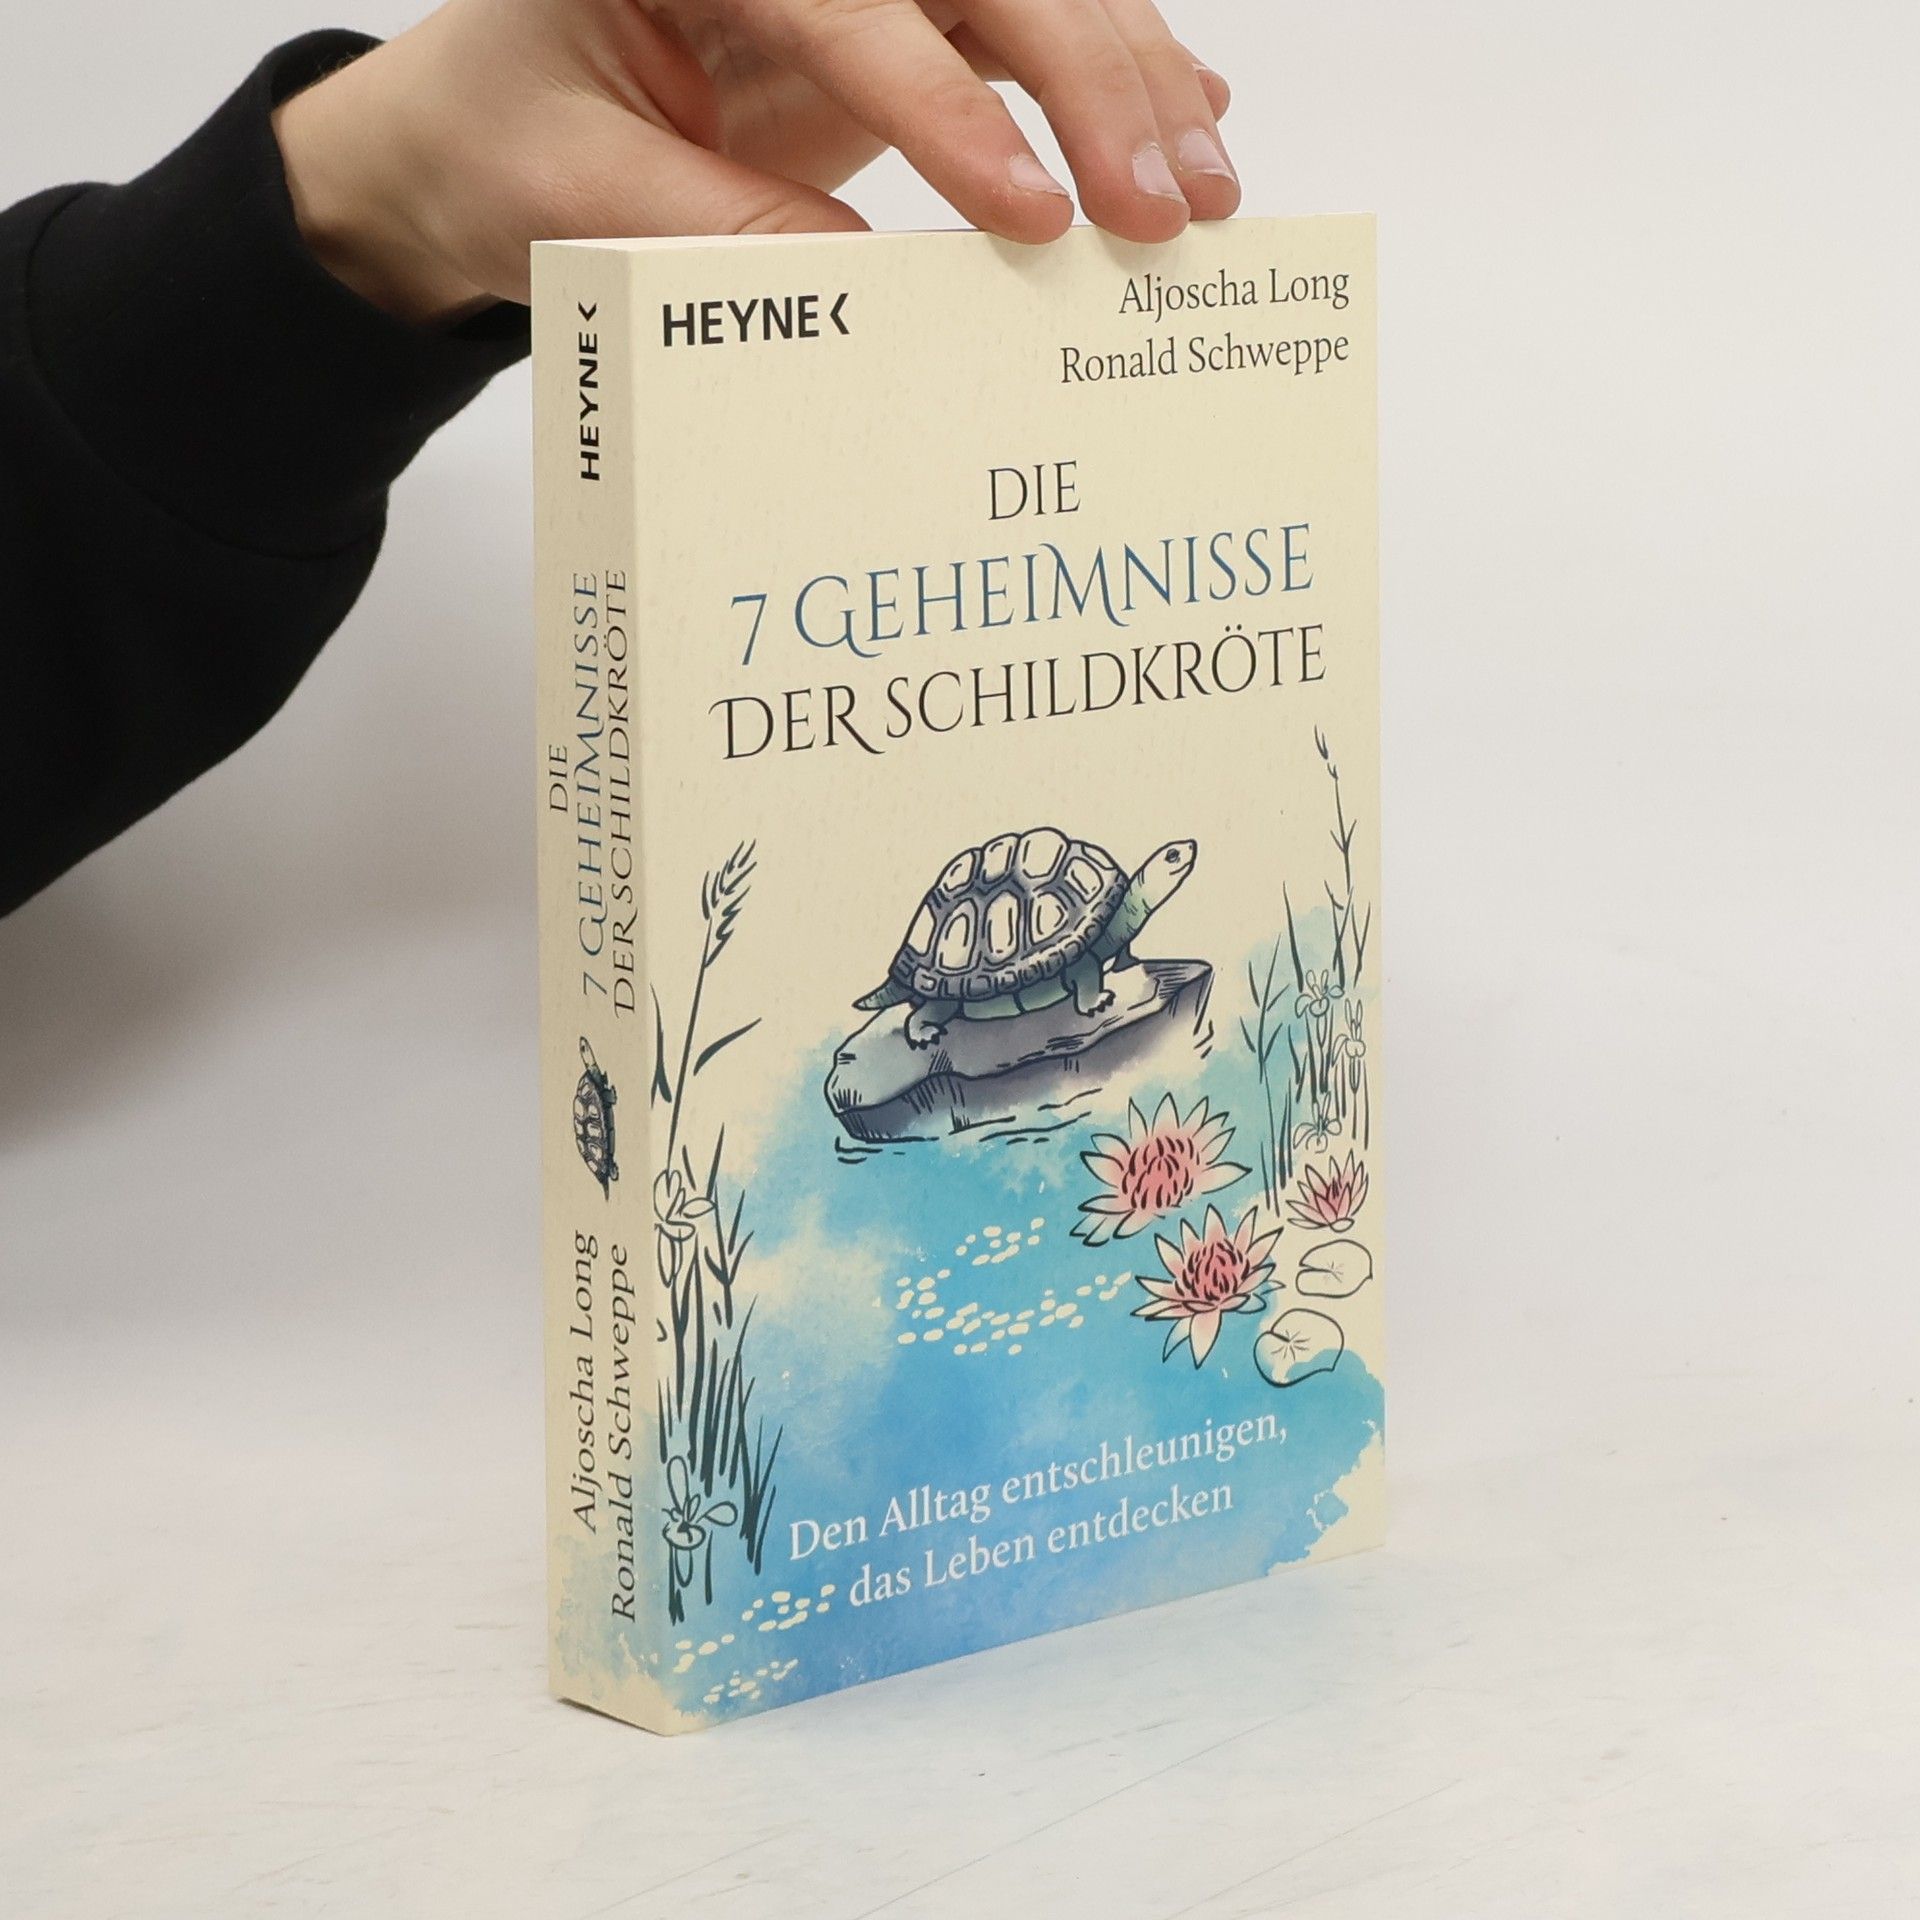 HEYNE
Aljoscha Long
Ronald Schweppe
DIE
7 GEHEIMNISSE
DER SCHILDKRÖTE
Den Alltag entschleunigen,
das Leben entdecken
HEYNE
DIE
7 GEHEIMNISSE
DER SCHILDKRÖTE
Aljoscha Long
Ronald Schweppe